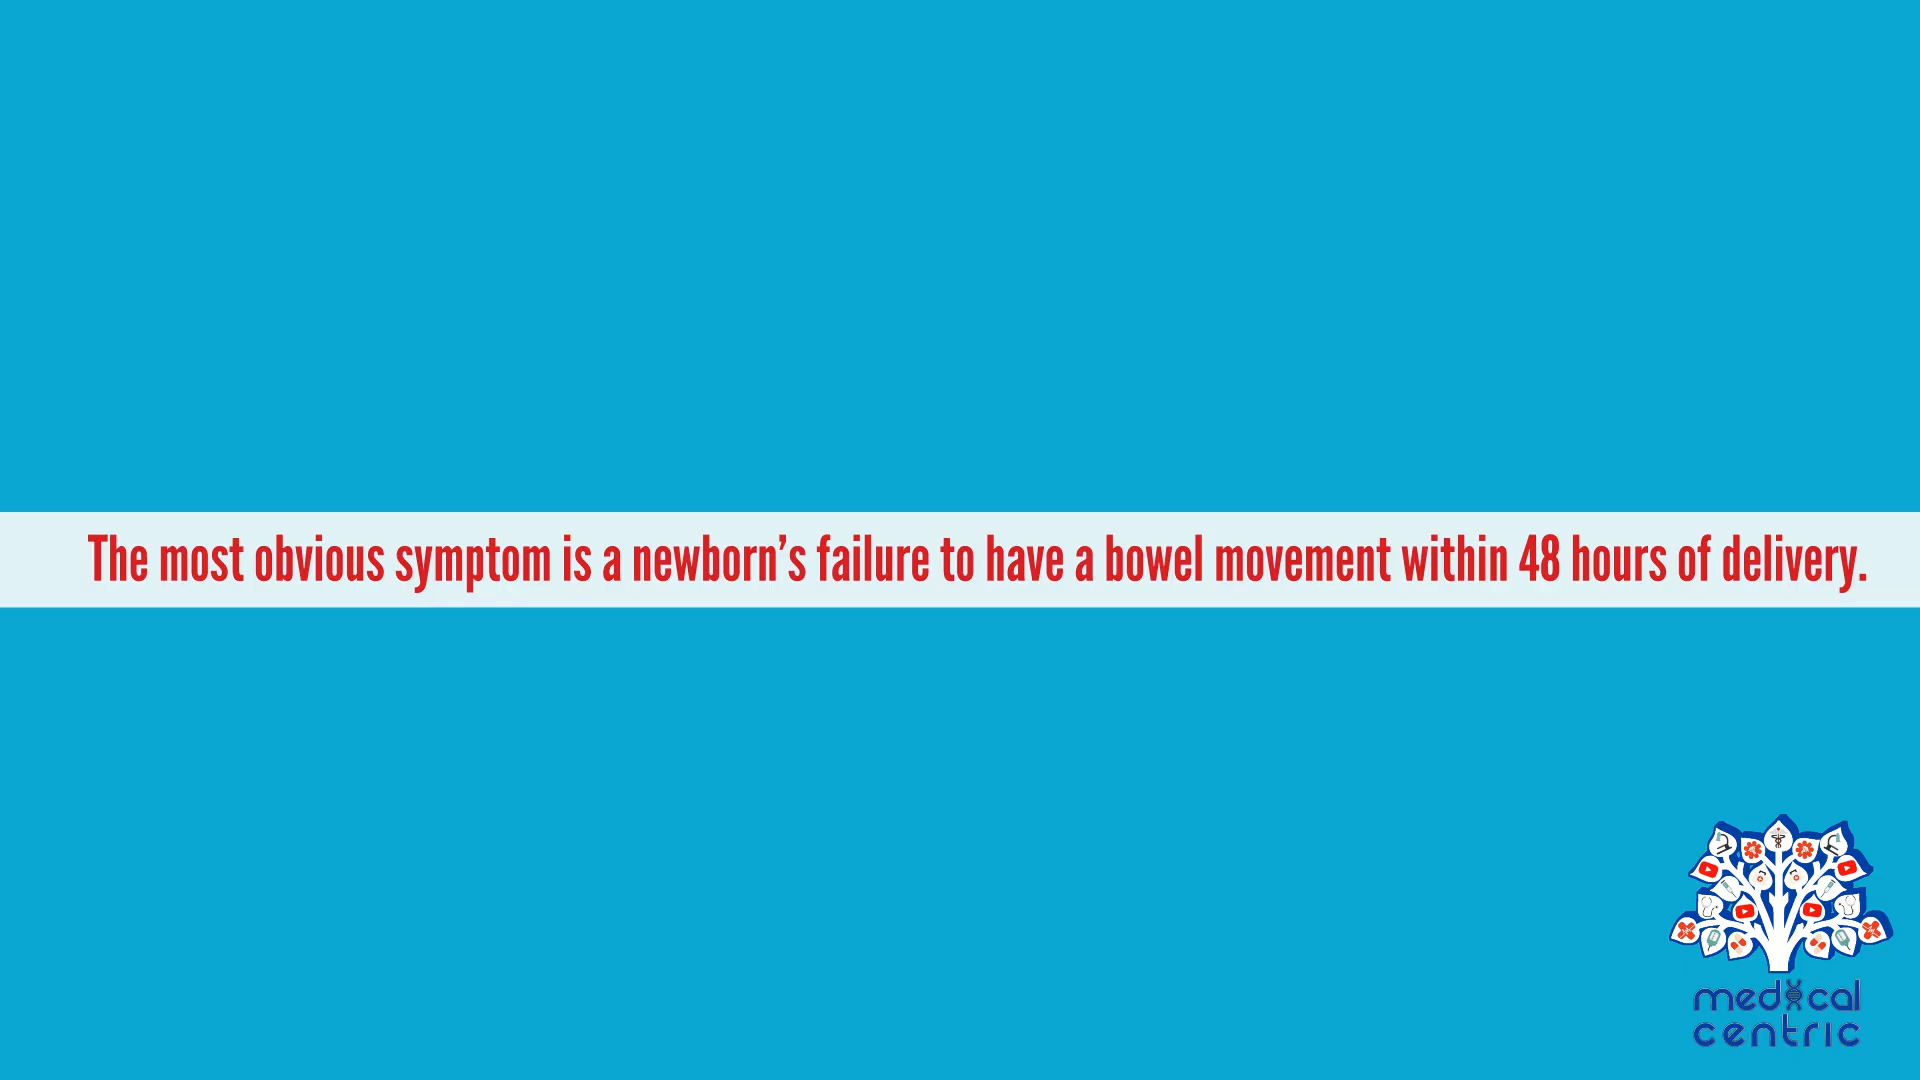 The most obvious symptom is a newborn’s failure to have a bowel movement within 48 hours of delivery.
medical
centric